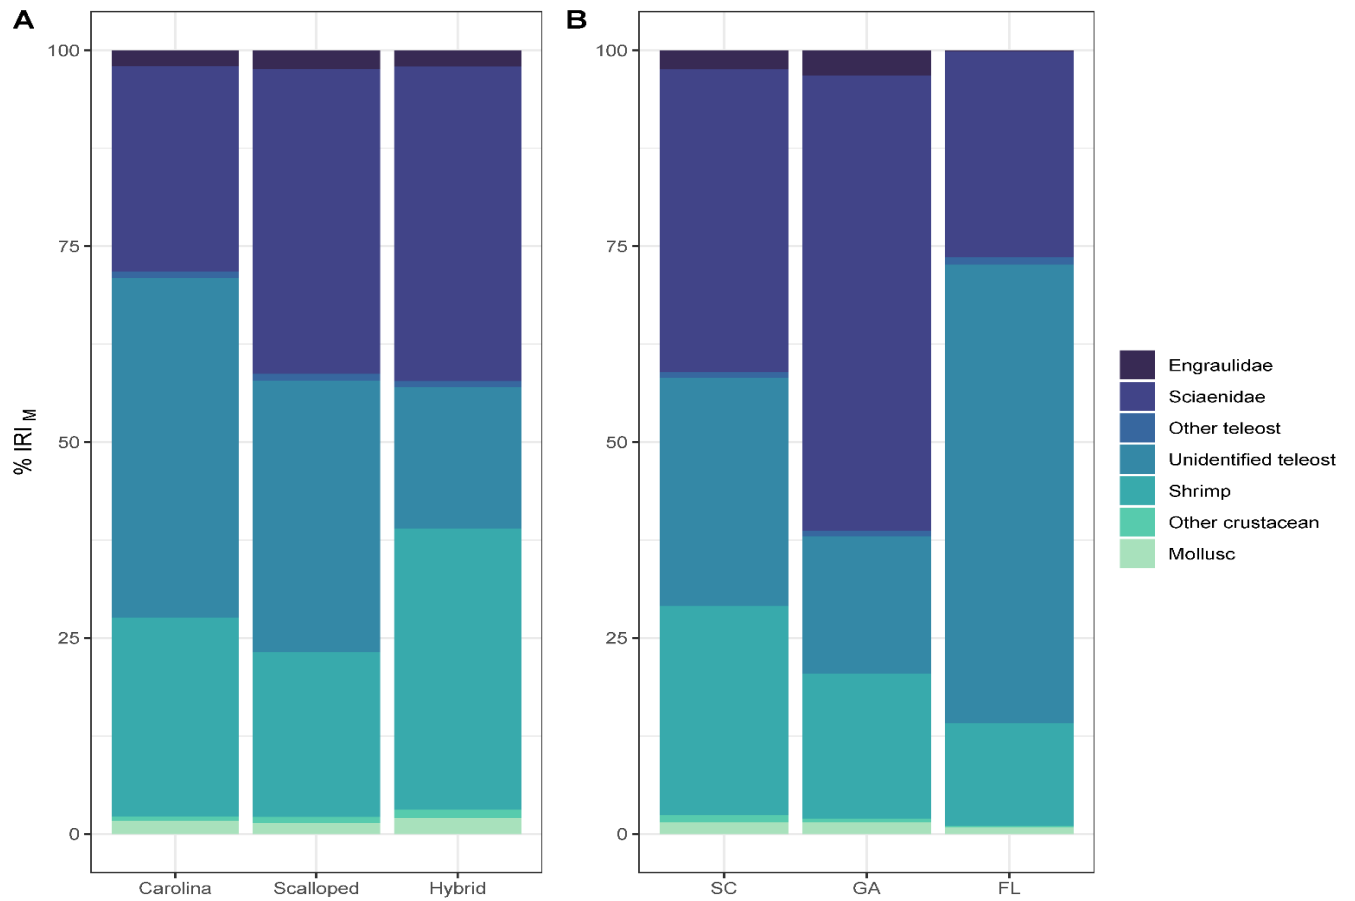 A
B
% IRI M
100
75
50
25
0
Carolina Scalloped Hybrid
100
75
50
25
0
SC GA FL
Engraulidae
Sciaenidae
Other teleost
Unidentified teleost
Shrimp
Other crustacean
Mollusc